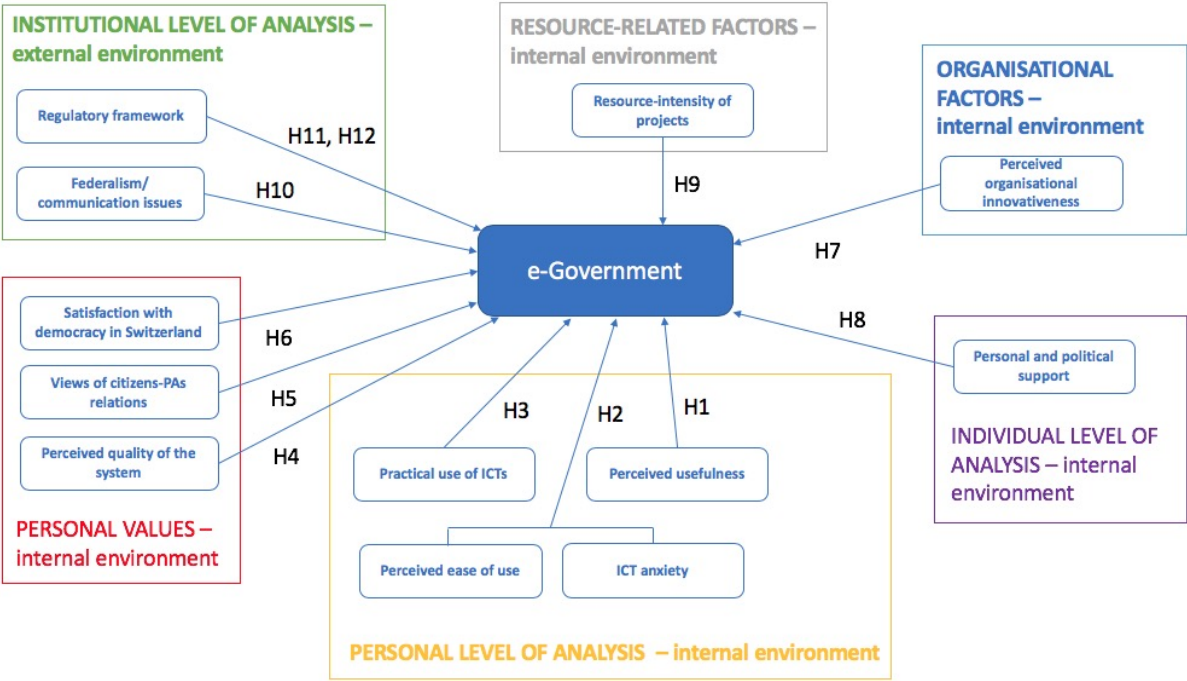 INSTITUTIONAL LEVEL OF ANALYSIS –
external environment
Regulatory framework
Federalism/
communication issues
H11, H12
H10
RESOURCE-RELATED FACTORS –
internal environment
Resource-intensity of
projects
H9
ORGANISATIONAL
FACTORS –
internal environment
Perceived
organisational
innovativeness
H7
e-Government
Satisfaction with
democracy in Switzerland
H6
Views of citizens-PAs
relations
H5
Perceived quality of the
system
H4
PERSONAL VALUES –
internal environment
H8
Personal and political
support
INDIVIDUAL LEVEL OF
ANALYSIS – internal
environment
H3
H2
H1
Practical use of ICTs
Perceived usefulness
Perceived ease of use
ICT anxiety
PERSONAL LEVEL OF ANALYSIS – internal environment